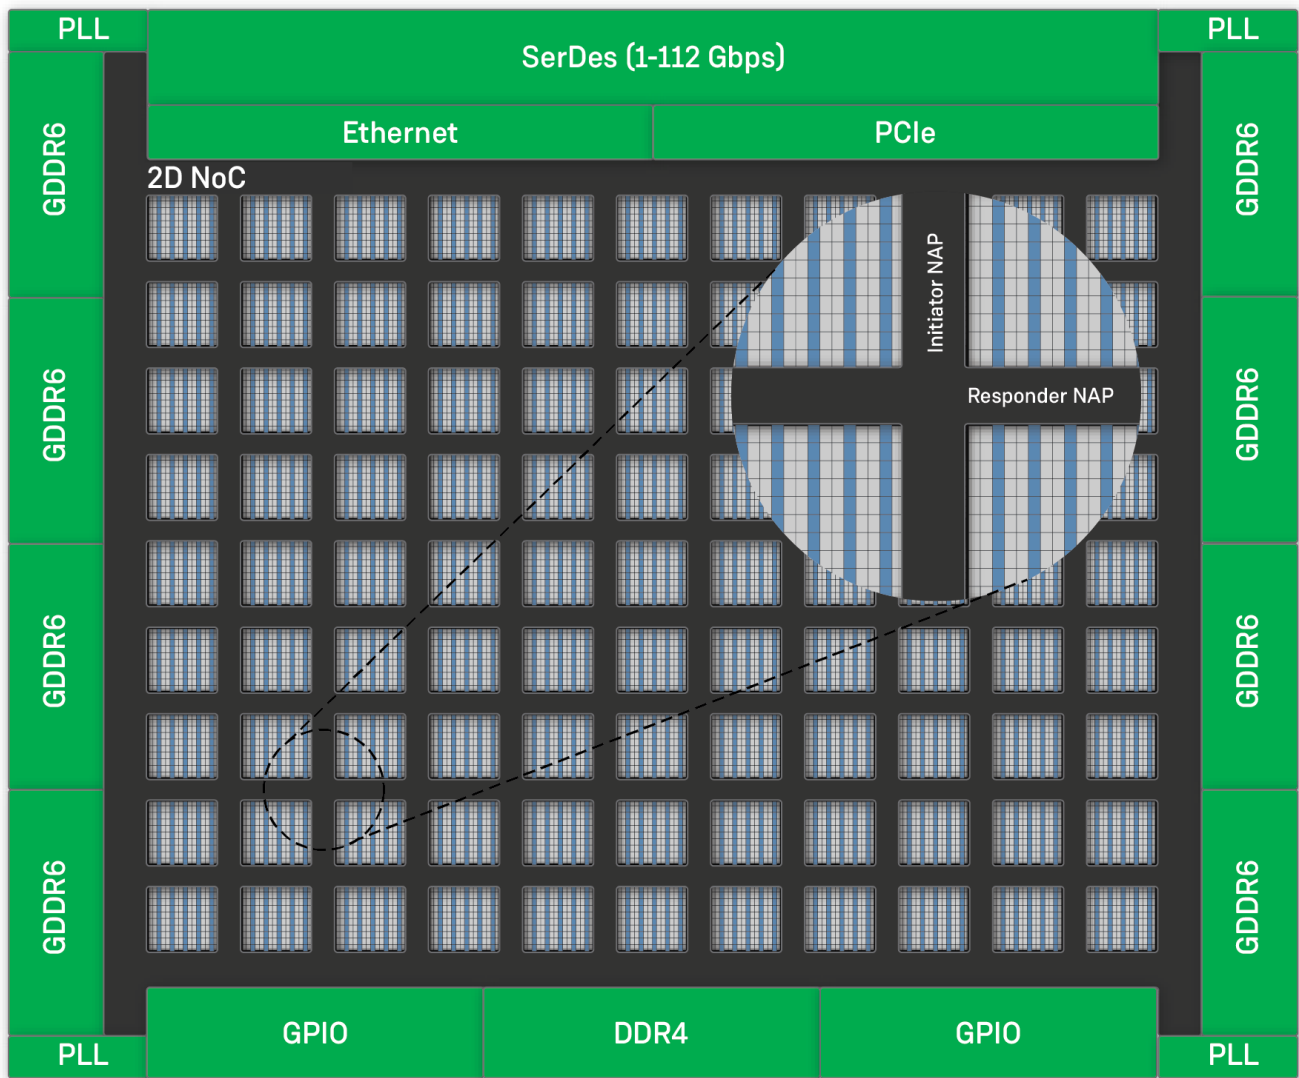 PLL
SerDes (1-112 Gbps)
PLL
Ethernet
PCIe
2D NoC
GDDR6
GDDR6
GDDR6
GDDR6
Initiator NAP
Responder NAP
GDDR6
GDDR6
GDDR6
GDDR6
GPIO
DDR4
GPIO
PLL
PLL